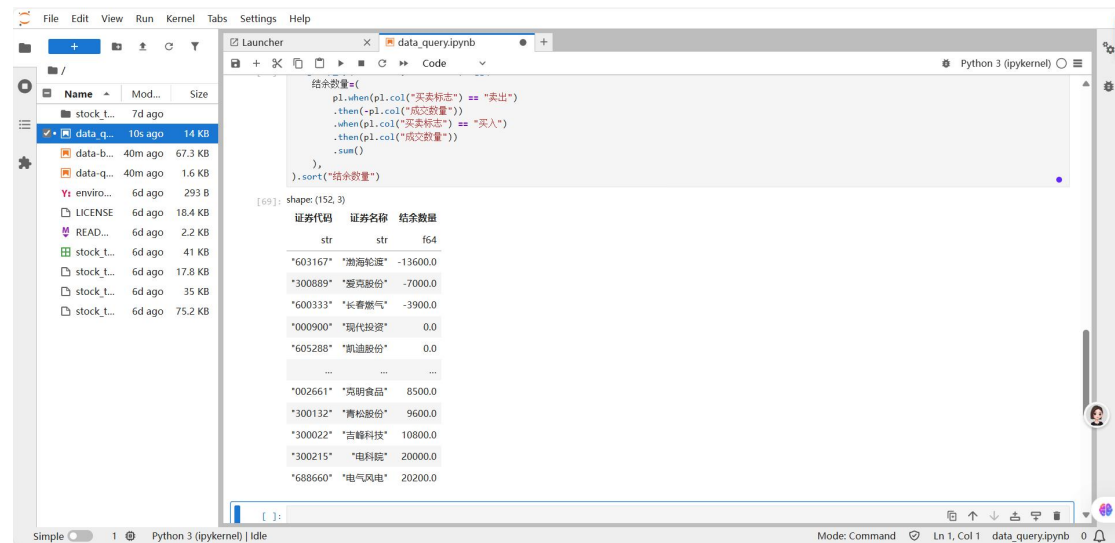 File Edit View Run Kernel Tabs Settings Help
Launcher
data_query.ipynb
Code
Python 3 (ipykernel)
/
Name Mod... Size
stock_t... 7d ago
data_q... 10s ago 14 KB
data-b... 40m ago 67.3 KB
data-q... 40m ago 1.6 KB
Y: enviro... 6d ago 293 B
LICENSE 6d ago 18.4 KB
M READ... 6d ago 2.2 KB
stock_t... 6d ago 41 KB
stock_t... 6d ago 17.8 KB
stock_t... 6d ago 35 KB
stock_t... 6d ago 75.2 KB
结余数量=(
pl.when(pl.col("买卖标志") == "卖出")
.then(-pl.col("成交数量"))
.when(pl.col("买卖标志") == "买入")
.then(pl.col("成交数量"))
.sum()
),
).sort("结余数量")
[69]: shape: (152, 3)
证券代码 证券名称 结余数量
str str f64
"603167" "渤海轮渡" -13600.0
"300889" "爱克股份" -7000.0
"600333" "长春燃气" -3900.0
"000900" "现代投资" 0.0
"605288" "凯迪股份" 0.0
... ... ...
"002661" "克明食品" 8500.0
"300132" "青松股份" 9600.0
"300022" "吉峰科技" 10800.0
"300215" "电科院" 20000.0
"688660" "电气风电" 20200.0
[ ]:
Simple 1 Python 3 (ipykernel) | Idle Mode: Command Ln 1, Col 1 data_query.ipynb 0